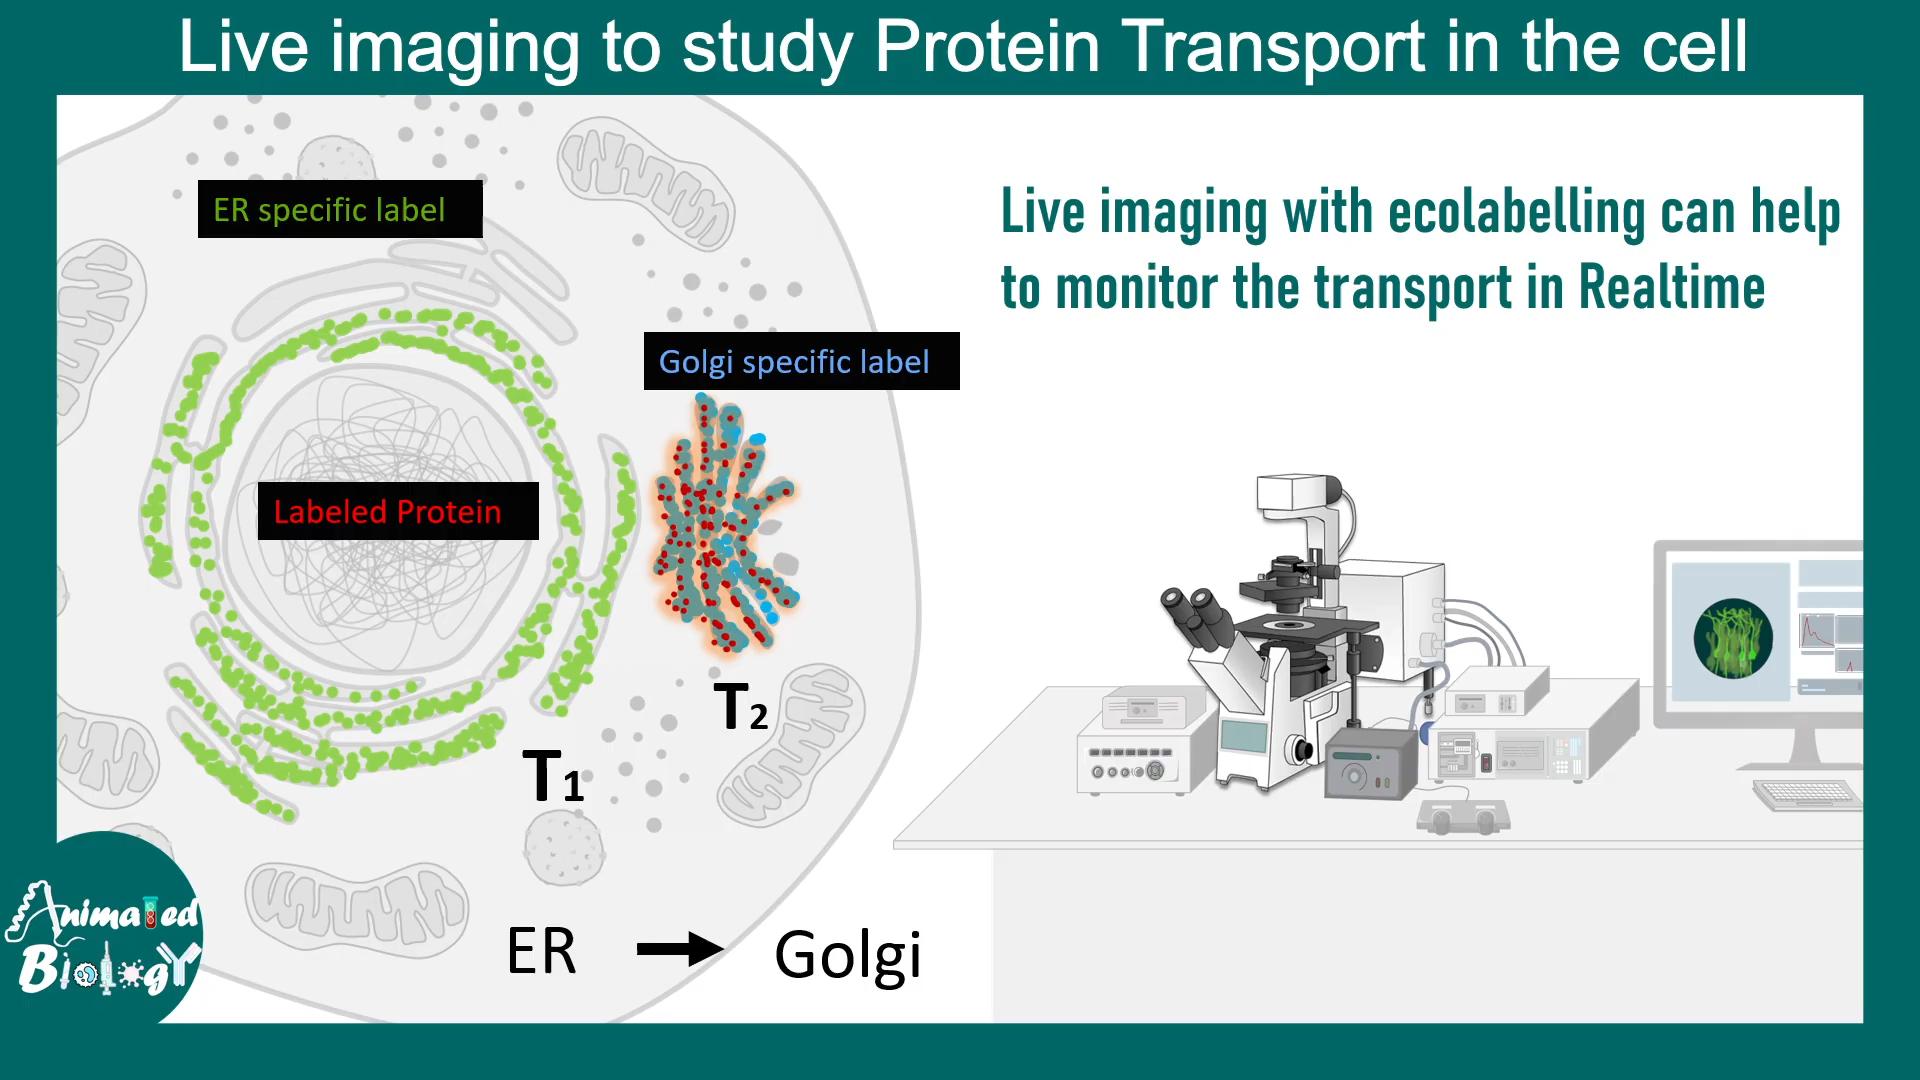 Live imaging to study Protein Transport in the cell
ER specific label
Live imaging with ecolabelling can help
to monitor the transport in Realtime
Golgi specific label
Labeled Protein
T2
T1
ER → Golgi
Animated
Biology